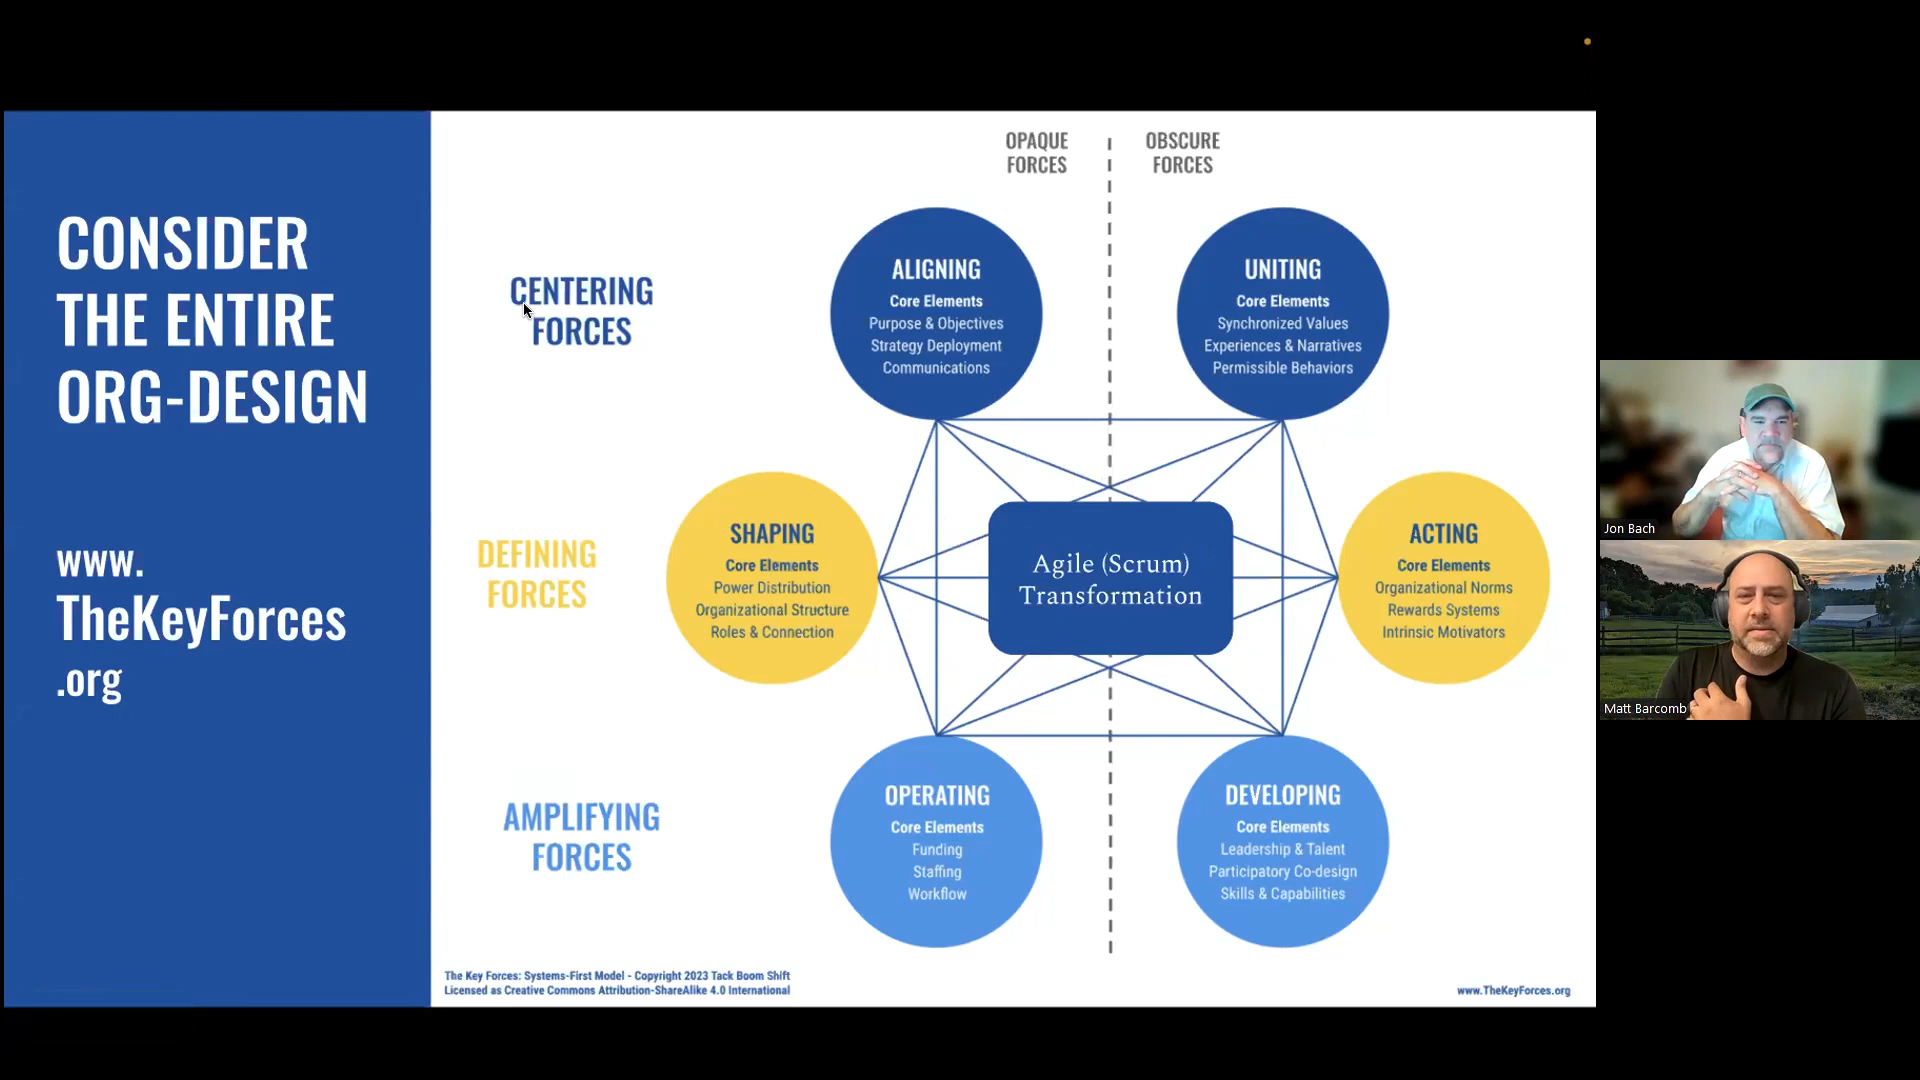 CONSIDER
THE ENTIRE
ORG-DESIGN
www.
TheKeyForces
.org
OPAQUE
FORCES
OBSCURE
FORCES
CENTERING
FORCES
ALIGNING
Core Elements
Purpose & Objectives
Strategy Deployment
Communications
UNITING
Core Elements
Synchronized Values
Experiences & Narratives
Permissible Behaviors
DEFINING
FORCES
SHAPING
Core Elements
Power Distribution
Organizational Structure
Roles & Connection
Agile (Scrum)
Transformation
ACTING
Core Elements
Organizational Norms
Rewards Systems
Intrinsic Motivators
AMPLIFYING
FORCES
OPERATING
Core Elements
Funding
Staffing
Workflow
DEVELOPING
Core Elements
Leadership & Talent
Participatory Co-design
Skills & Capabilities
The Key Forces: Systems-First Model - Copyright 2023 Tack Boom Shift
Licensed as Creative Commons Attribution-ShareAlike 4.0 International
www.TheKeyForces.org
Jon Bach
Matt Barcomb